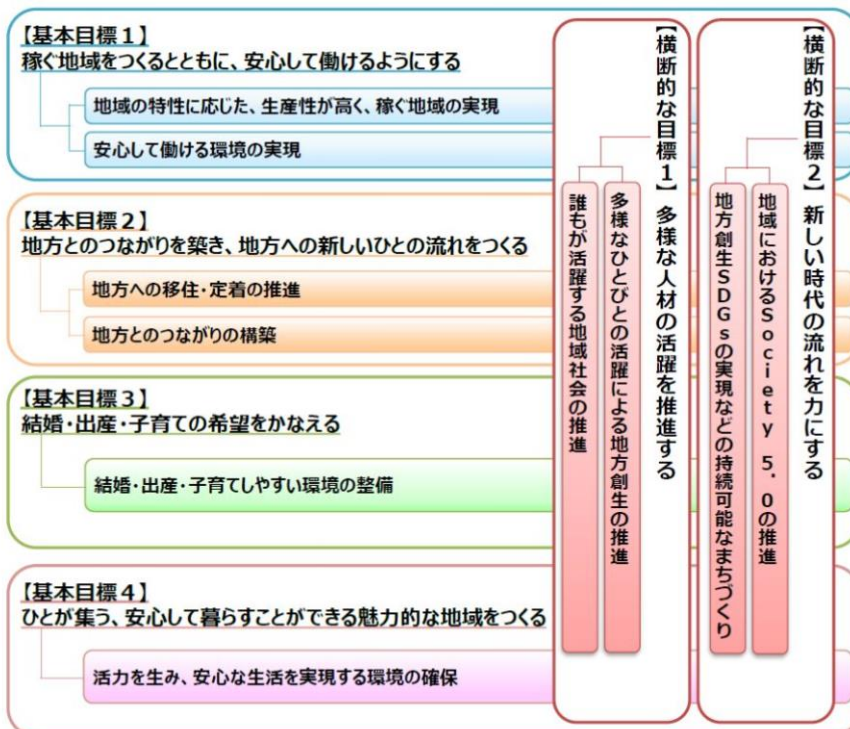 【基本目標１】
稼ぐ地域をつくるとともに、安心して働けるようにする
地域の特性に応じた、生産性が高く、稼ぐ地域の実現
安心して働ける環境の実現
【基本目標２】
地方とのつながりを築き、地方への新しいひとの流れをつくる
地方への移住・定着の推進
地方とのつながりの構築
【基本目標３】
結婚・出産・子育ての希望をかなえる
結婚・出産・子育てしやすい環境の整備
【基本目標４】
ひとが集う、安心して暮らすことができる魅力的な地域をつくる
活力を生み、安心な生活を実現する環境の確保
【横断的な目標１】多様な人材の活躍を推進する
多様なひとびとの活躍による地方創生の推進
誰もが活躍する地域社会の推進
【横断的な目標２】新しい時代の流れを力にする
地域におけるＳｏｃｉｅｔｙ ５．０の推進
地方創生ＳＤＧｓの実現などの持続可能なまちづくり